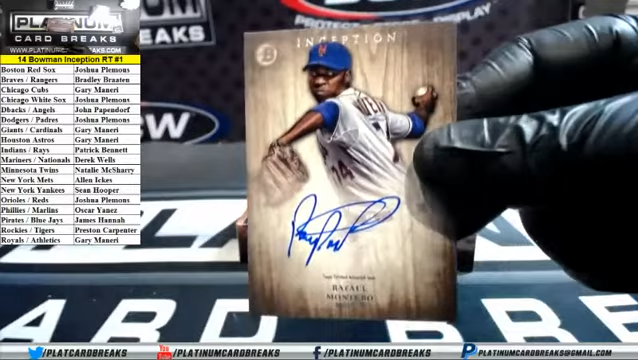 PLATINUM
CARD BREAKS
WWW.PLATINUMBREAKS.COM
14 Bowman Inception RT #1
Boston Red Sox Joshua Plemons
Braves / Rangers Bradley Braaten
Chicago Cubs Gary Maneri
Chicago White Sox Joshua Plemons
Dbacks / Angels John Papendorf
Dodgers / Padres Joshua Plemons
Giants / Cardinals Gary Maneri
Houston Astros Gary Maneri
Indians / Rays Patrick Bennett
Mariners / Nationals Derek Wells
Minnesota Twins Natalie McSharry
New York Mets Allen Ickes
New York Yankees Sean Hooper
Orioles / Reds Joshua Plemons
Phillies / Marlins Oscar Yanez
Pirates / Blue Jays James Hannah
Rockies / Tigers Preston Carpenter
Royals / Athletics Gary Maneri
DISPLAY
BCW
INCEPTION
RAFAEL
MONTERO
CARD BRE
/PLATCARDBREAKS
/PLATINUMCARDBREAKS
/PLATINUMCARDBREAKS
PLATINUMCARDBREAKS@GMAIL.COM